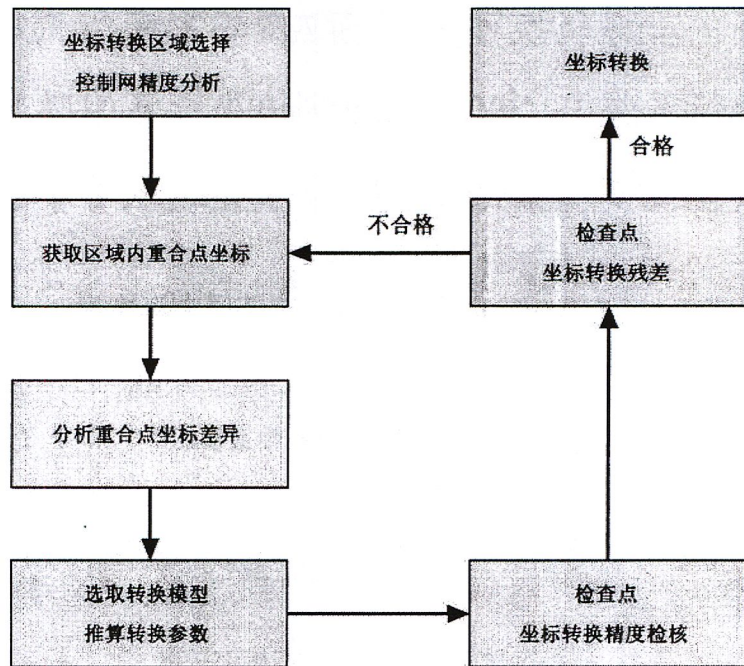 坐标转换区域选择
控制网精度分析
获取区域内重合点坐标
分析重合点坐标差异
选取转换模型
推算转换参数
检查点
坐标转换精度检核
检查点
坐标转换残差
不合格
合格
坐标转换